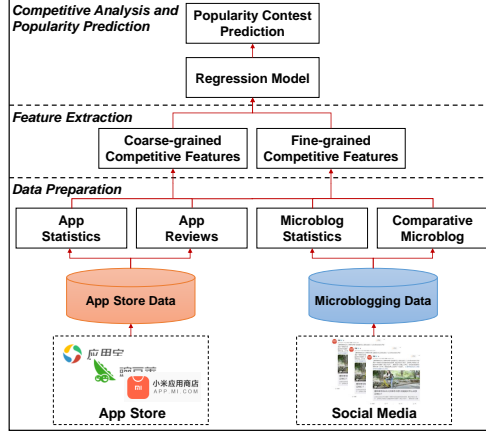 Competitive Analysis and
Popularity Prediction
Popularity Contest
Prediction
Regression Model
Feature Extraction
Coarse-grained
Competitive Features
Fine-grained
Competitive Features
Data Preparation
App
Statistics
App
Reviews
Microblog
Statistics
Comparative
Microblog
App Store Data
Microblogging Data
应用宝
小米应用商店
APP.MI.COM
App Store
Social Media